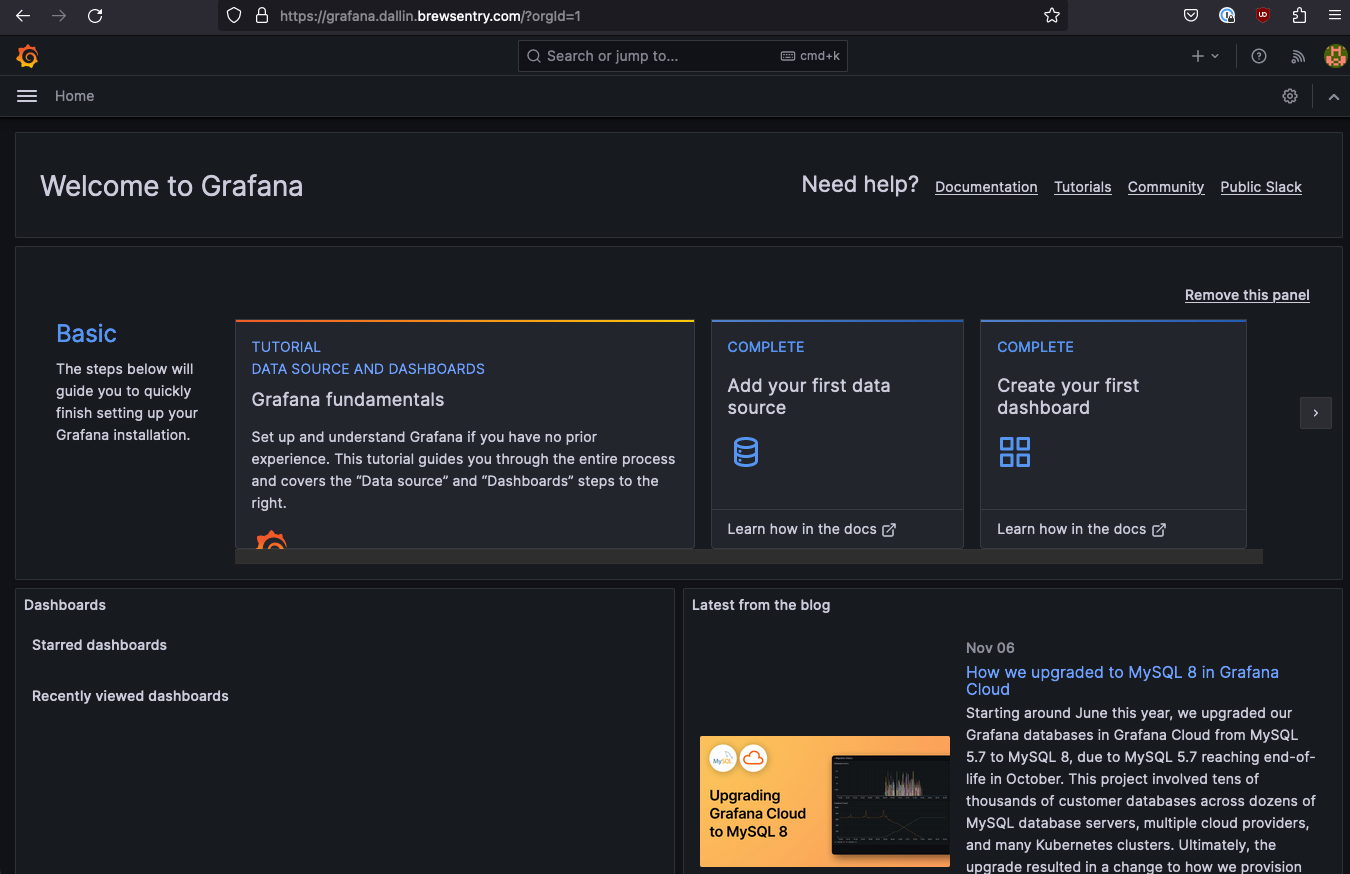 https://grafana.dallin.brewsentry.com/?orgId=1
Search or jump to...
cmd+k
Home
Welcome to Grafana
Need help?
Documentation
Tutorials
Community
Public Slack
Remove this panel
Basic
The steps below will
guide you to quickly
finish setting up your
Grafana installation.
TUTORIAL
DATA SOURCE AND DASHBOARDS
Grafana fundamentals
Set up and understand Grafana if you have no prior
experience. This tutorial guides you through the entire process
and covers the “Data source” and “Dashboards” steps to the
right.
COMPLETE
Add your first data
source
Learn how in the docs
COMPLETE
Create your first
dashboard
Learn how in the docs
Dashboards
Starred dashboards
Recently viewed dashboards
Latest from the blog
MySQL
Upgrading
Grafana Cloud
to MySQL 8
Nov 06
How we upgraded to MySQL 8 in Grafana
Cloud
Starting around June this year, we upgraded our
Grafana databases in Grafana Cloud from MySQL
5.7 to MySQL 8, due to MySQL 5.7 reaching end-of-
life in October. This project involved tens of
thousands of customer databases across dozens of
MySQL database servers, multiple cloud providers,
and many Kubernetes clusters. Ultimately, the
upgrade resulted in a change to how we provision